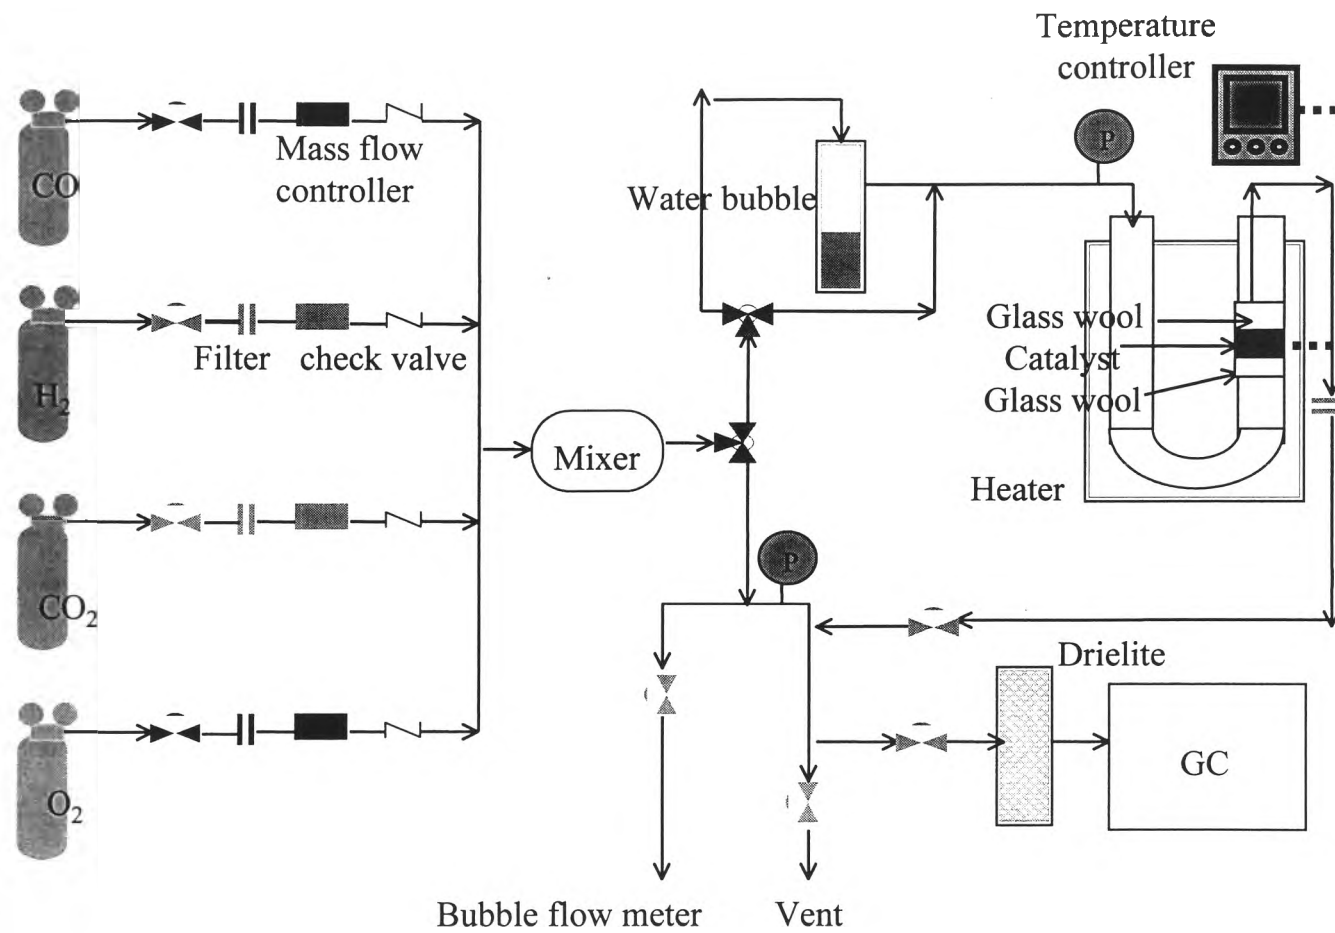 Temperature
controller
CO
Mass flow
controller
P
Water bubble
H₂
Filter
check valve
Glass wool
Catalyst
Glass wool
Mixer
Heater
CO₂
P
Drielite
O₂
GC
Bubble flow meter
Vent